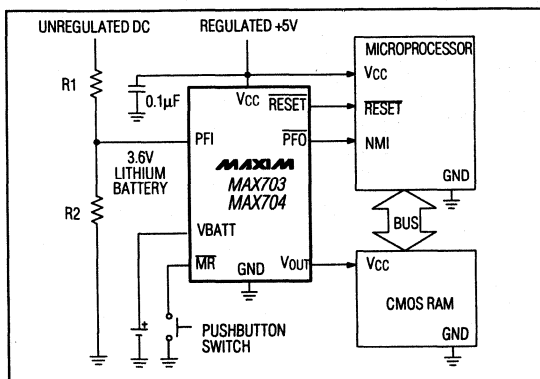 UNREGULATED DC
REGULATED +5V
MICROPROCESSOR
R1
0.1µF
VCC
RESET
VCC
RESET
PFI
PFO
NMI
3.6V
LITHIUM
BATTERY
MAXIM
MAX703
MAX704
GND
R2
BUS
VBATT
MR
GND
VOUT
VCC
CMOS RAM
PUSHBUTTON
SWITCH
GND